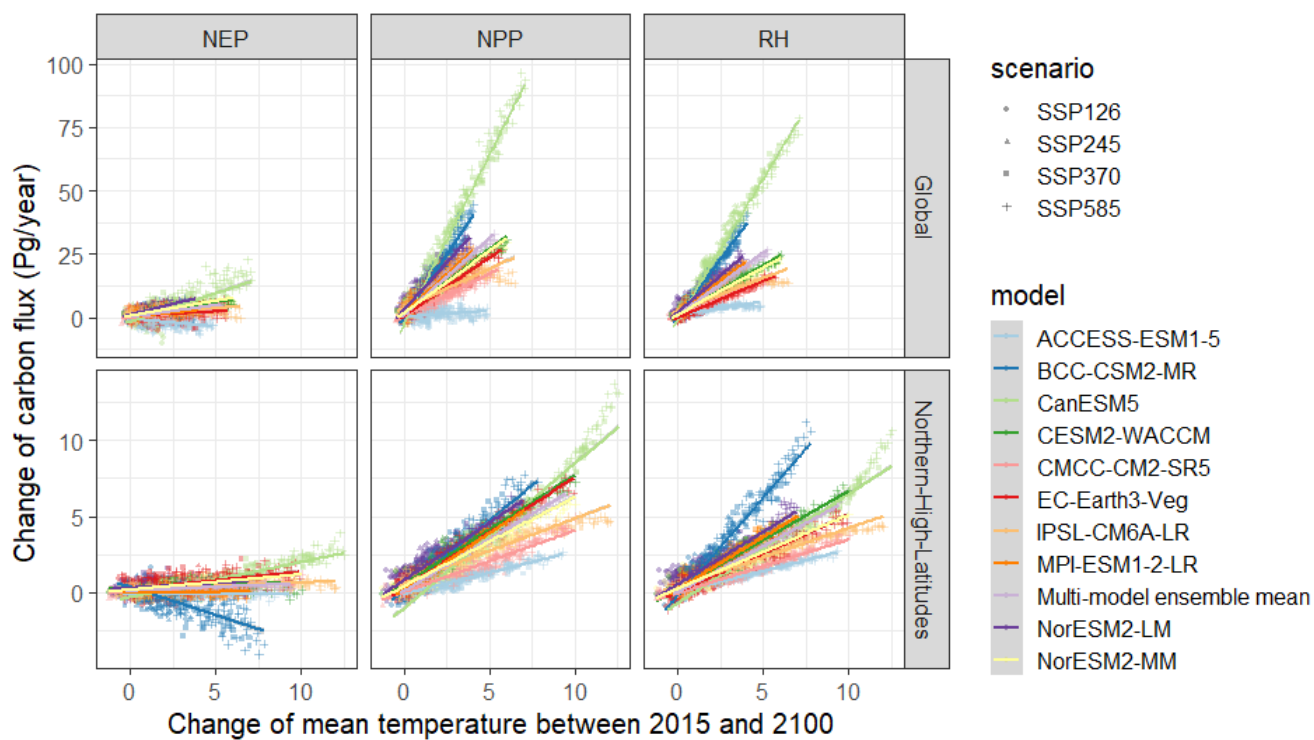 NEP
NPP
RH
Change of carbon flux (Pg/year)
100
75
50
25
0
Global
10
5
0
Northern-High-Latitudes
0
5
10
0
5
10
0
5
10
Change of mean temperature between 2015 and 2100
scenario
SSP126
SSP245
SSP370
SSP585
model
ACCESS-ESM1-5
BCC-CSM2-MR
CanESM5
CESM2-WACCM
CMCC-CM2-SR5
EC-Earth3-Veg
IPSL-CM6A-LR
MPI-ESM1-2-LR
Multi-model ensemble mean
NorESM2-LM
NorESM2-MM